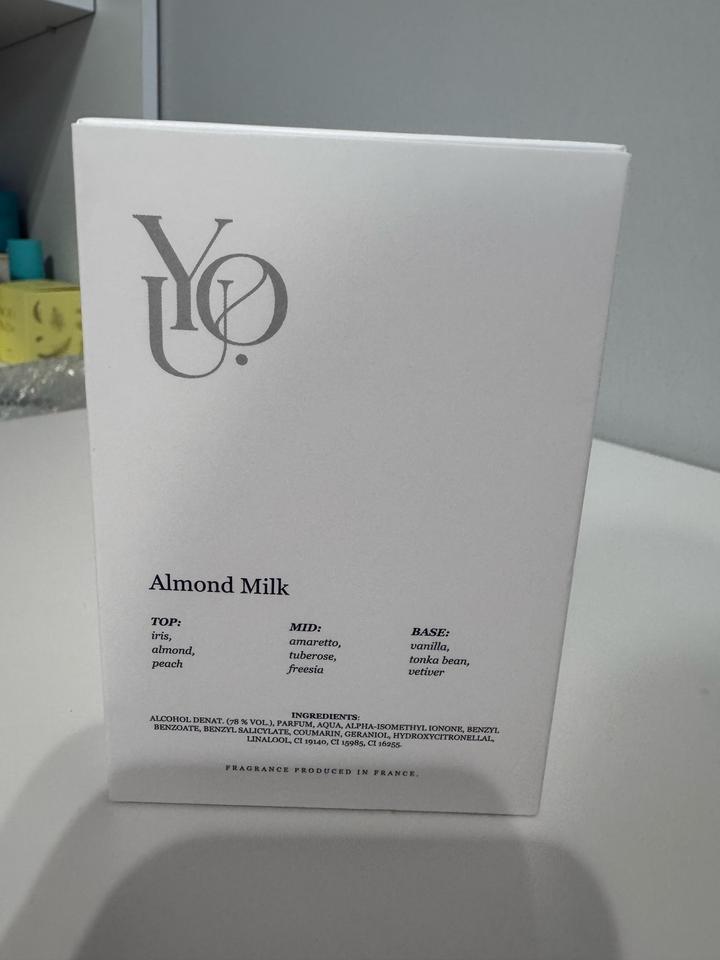 YOU.
Almond Milk
TOP:
iris,
almond,
peach
MID:
amaretto,
tuberose,
freesia
BASE:
vanilla,
tonka bean,
vetiver
INGREDIENTS:
ALCOHOL DENAT. (78 % VOL.), PARFUM, AQUA, ALPHA-ISOMETHYL IONONE, BENZYL
BENZOATE, BENZYL SALICYLATE, COUMARIN, GERANIOL, HYDROXYCITRONELLAL,
LINALOOL, CI 19140, CI 15985, CI 16255.
FRAGRANCE PRODUCED IN FRANCE.